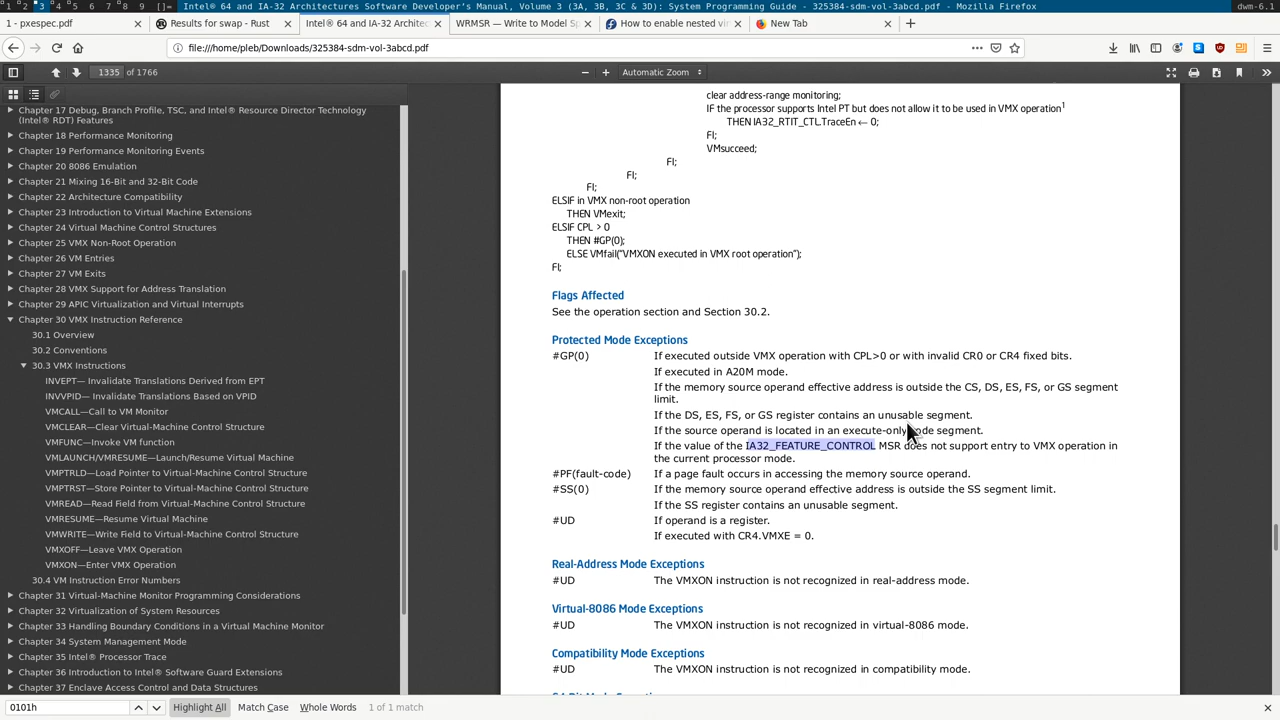 Intel® 64 and IA-32 Architectures Software Developer's Manual, Volume 3 (3A, 3B, 3C & 3D): System Programming Guide - 325384-sdm-vol-3abcd.pdf - Mozilla Firefox
dwm-6.1
1 - pxespec.pdf
Results for swap - Rust
Intel® 64 and IA-32 Architec
WRMSR — Write to Model Sp
How to enable nested vir
New Tab
file:///home/pleb/Downloads/325384-sdm-vol-3abcd.pdf
1335 of 1766
Automatic Zoom
Chapter 17 Debug, Branch Profile, TSC, and Intel® Resource Director Technology
(Intel® RDT) Features
Chapter 18 Performance Monitoring
Chapter 19 Performance Monitoring Events
Chapter 20 8086 Emulation
Chapter 21 Mixing 16-Bit and 32-Bit Code
Chapter 22 Architecture Compatibility
Chapter 23 Introduction to Virtual Machine Extensions
Chapter 24 Virtual Machine Control Structures
Chapter 25 VMX Non-Root Operation
Chapter 26 VM Entries
Chapter 27 VM Exits
Chapter 28 VMX Support for Address Translation
Chapter 29 APIC Virtualization and Virtual Interrupts
Chapter 30 VMX Instruction Reference
30.1 Overview
30.2 Conventions
30.3 VMX Instructions
INVEPT— Invalidate Translations Derived from EPT
INVVPID— Invalidate Translations Based on VPID
VMCALL—Call to VM Monitor
VMCLEAR—Clear Virtual-Machine Control Structure
VMFUNC—Invoke VM function
VMLAUNCH/VMRESUME—Launch/Resume Virtual Machine
VMPTRLD—Load Pointer to Virtual-Machine Control Structure
VMPTRST—Store Pointer to Virtual-Machine Control Structure
VMREAD—Read Field from Virtual-Machine Control Structure
VMRESUME—Resume Virtual Machine
VMWRITE—Write Field to Virtual-Machine Control Structure
VMXOFF—Leave VMX Operation
VMXON—Enter VMX Operation
30.4 VM Instruction Error Numbers
Chapter 31 Virtual-Machine Monitor Programming Considerations
Chapter 32 Virtualization of System Resources
Chapter 33 Handling Boundary Conditions in a Virtual Machine Monitor
Chapter 34 System Management Mode
Chapter 35 Intel® Processor Trace
Chapter 36 Introduction to Intel® Software Guard Extensions
Chapter 37 Enclave Access Control and Data Structures
clear address-range monitoring;
IF the processor supports Intel PT but does not allow it to be used in VMX operation1
THEN IA32_RTIT_CTL.TraceEn ← 0;
FI;
VMsucceed;
FI;
FI;
FI;
ELSIF in VMX non-root operation
THEN VMexit;
ELSIF CPL > 0
THEN #GP(0);
ELSE VMfail("VMXON executed in VMX root operation");
FI;
Flags Affected
See the operation section and Section 30.2.
Protected Mode Exceptions
#GP(0) If executed outside VMX operation with CPL>0 or with invalid CR0 or CR4 fixed bits.
If executed in A20M mode.
If the memory source operand effective address is outside the CS, DS, ES, FS, or GS segment
limit.
If the DS, ES, FS, or GS register contains an unusable segment.
If the source operand is located in an execute-only segment.
If the value of the IA32_FEATURE_CONTROL MSR does not support entry to VMX operation in
the current processor mode.
#PF(fault-code) If a page fault occurs in accessing the memory source operand.
#SS(0) If the memory source operand effective address is outside the SS segment limit.
If the SS register contains an unusable segment.
#UD If operand is a register.
If executed with CR4.VMXE = 0.
Real-Address Mode Exceptions
#UD The VMXON instruction is not recognized in real-address mode.
Virtual-8086 Mode Exceptions
#UD The VMXON instruction is not recognized in virtual-8086 mode.
Compatibility Mode Exceptions
#UD The VMXON instruction is not recognized in compatibility mode.
0101h
Highlight All
Match Case
Whole Words
1 of 1 match